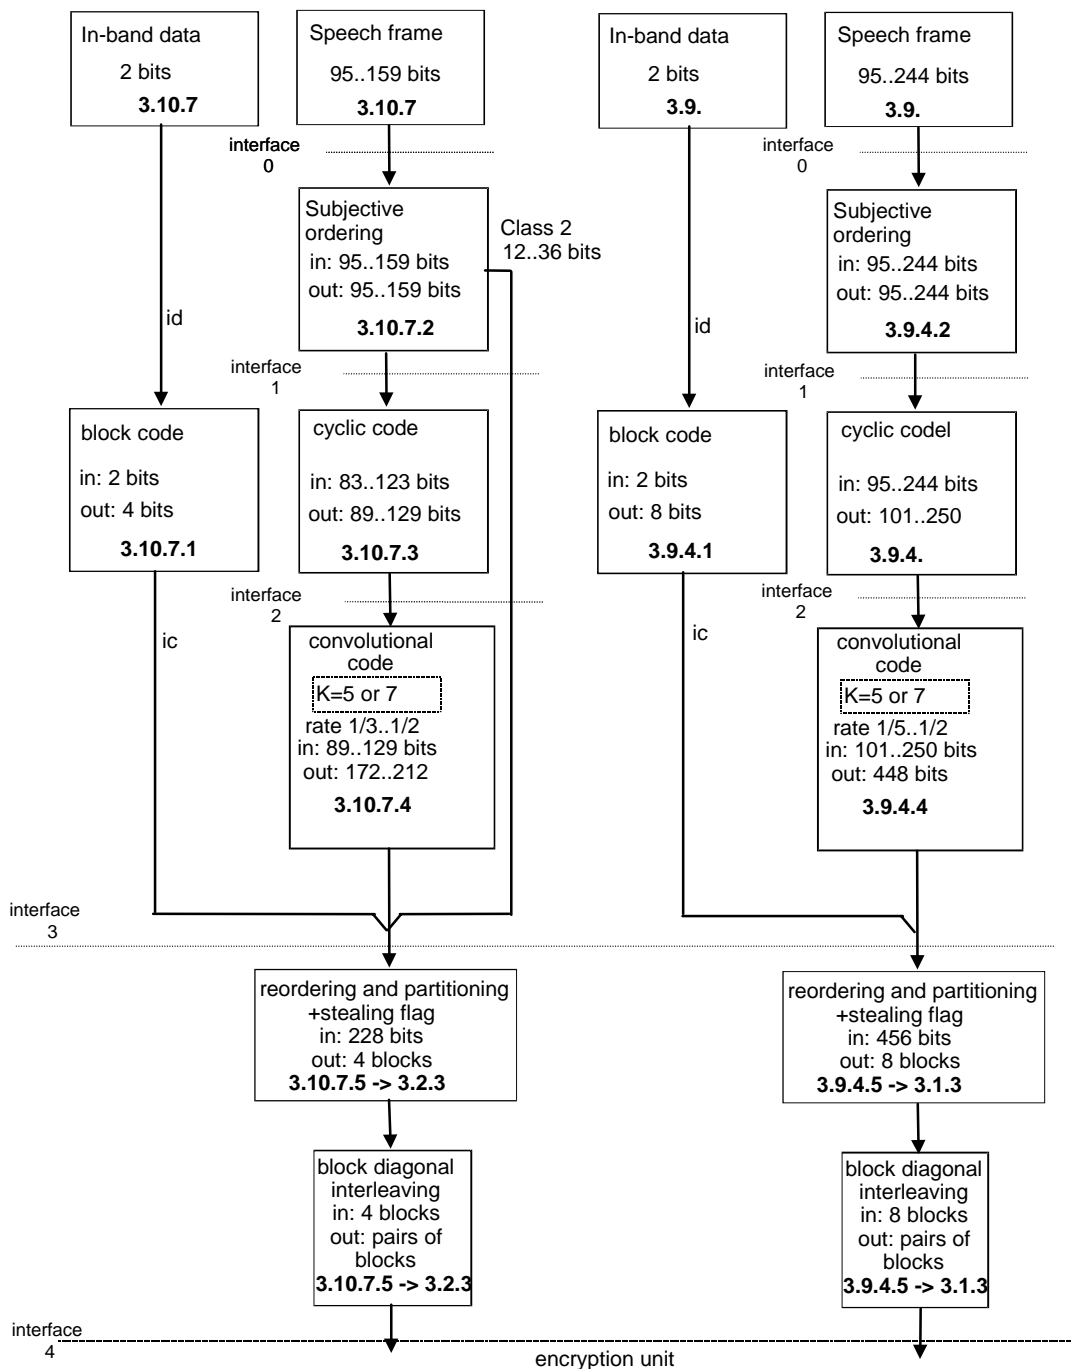 In-band data
2 bits
3.10.7
Speech frame
95..159 bits
3.10.7
In-band data
2 bits
3.9.
Speech frame
95..244 bits
3.9.
interface
0
interface
0
Subjective
ordering
in: 95..159 bits
out: 95..159 bits
3.10.7.2
Class 2
12..36 bits
Subjective
ordering
in: 95..244 bits
out: 95..244 bits
3.9.4.2
id
id
interface
1
interface
1
block code
in: 2 bits
out: 4 bits
3.10.7.1
cyclic code
in: 83..123 bits
out: 89..129 bits
3.10.7.3
block code
in: 2 bits
out: 8 bits
3.9.4.1
cyclic codel
in: 95..244 bits
out: 101..250
3.9.4.
interface
2
interface
2
ic
ic
convolutional
code
K=5 or 7
rate 1/3..1/2
in: 89..129 bits
out: 172..212
3.10.7.4
convolutional
code
K=5 or 7
rate 1/5..1/2
in: 101..250 bits
out: 448 bits
3.9.4.4
interface
3
reordering and partitioning
+stealing flag
in: 228 bits
out: 4 blocks
3.10.7.5 -> 3.2.3
reordering and partitioning
+stealing flag
in: 456 bits
out: 8 blocks
3.9.4.5 -> 3.1.3
block diagonal
interleaving
in: 4 blocks
out: pairs of
blocks
3.10.7.5 -> 3.2.3
block diagonal
interleaving
in: 8 blocks
out: pairs of
blocks
3.9.4.5 -> 3.1.3
interface
4
encryption unit